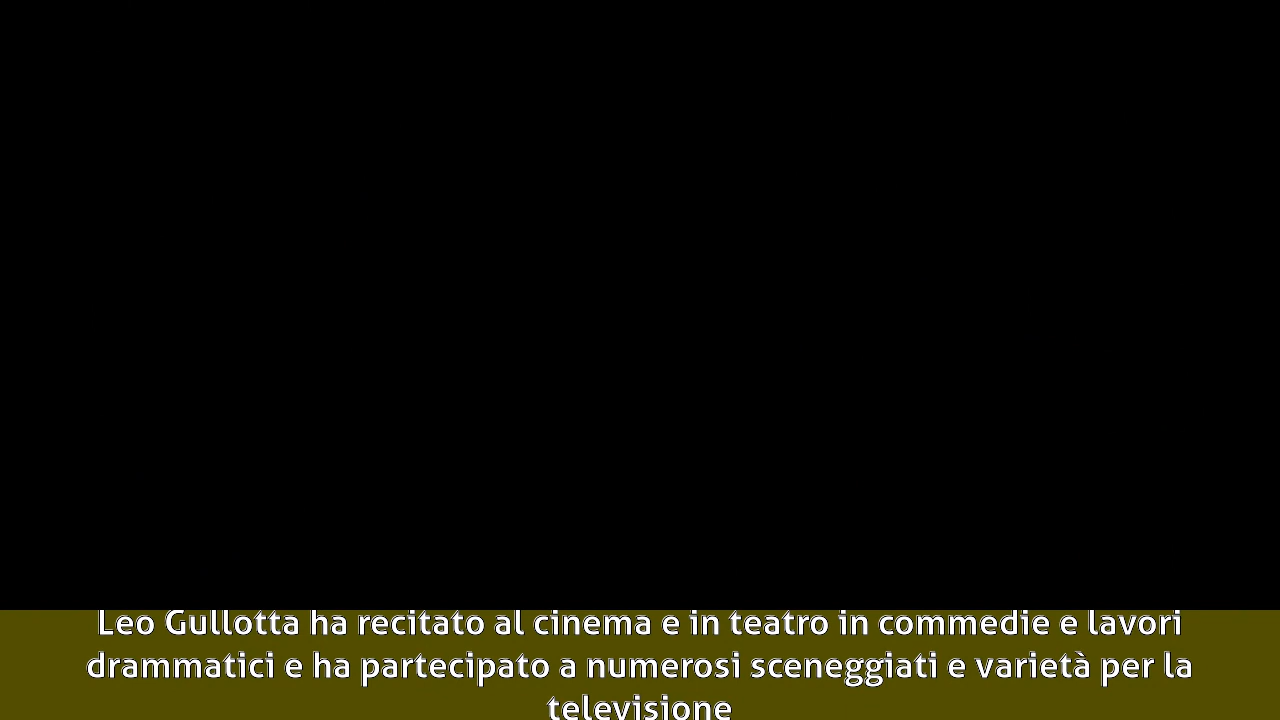 Leo Gullotta ha recitato al cinema e in teatro in commedie e lavori
drammatici e ha partecipato a numerosi sceneggiati e varietà per la
televisione